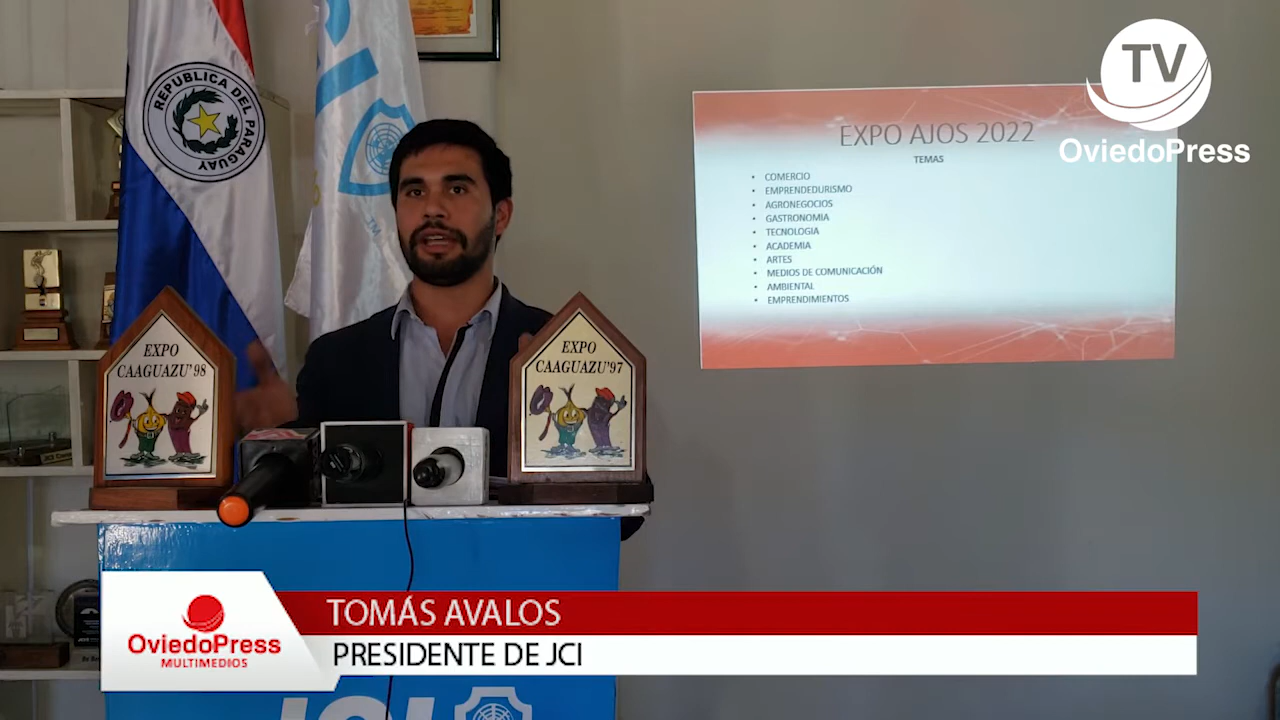 TV
OviedoPress
REPUBLICA DEL PARAGUAY
EXPO AJOS 2022
TEMAS
• COMERCIO
• EMPRENDEDURISMO
• AGRONEGOCIOS
• GASTRONOMIA
• TECNOLOGIA
• ACADEMIA
• ARTES
• MEDIOS DE COMUNICACIÓN
• AMBIENTAL
• EMPRENDIMIENTOS
EXPO
CAAGUAZU'98
EXPO
CAAGUAZU'97
TOMÁS AVALOS
PRESIDENTE DE JCI
OviedoPress
MULTIMEDIOS
JCI